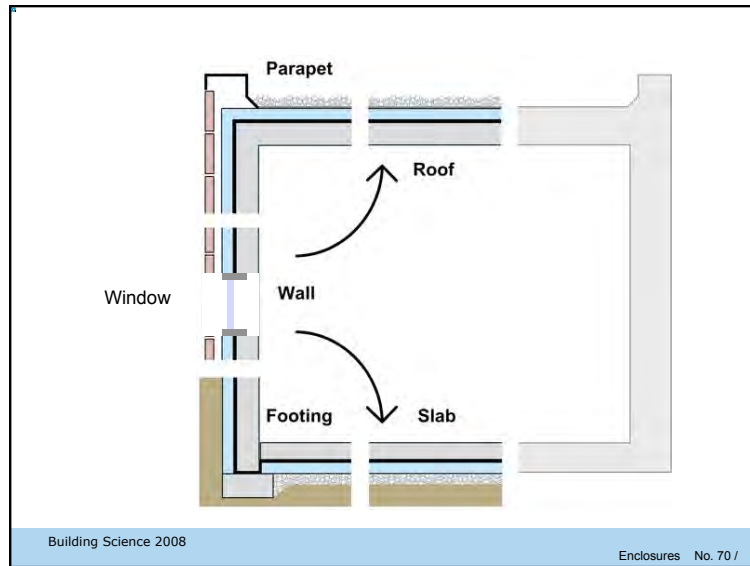 Parapet
Roof
Window
Wall
Footing Slab
Building Science 2008
Enclosures No. 70 /